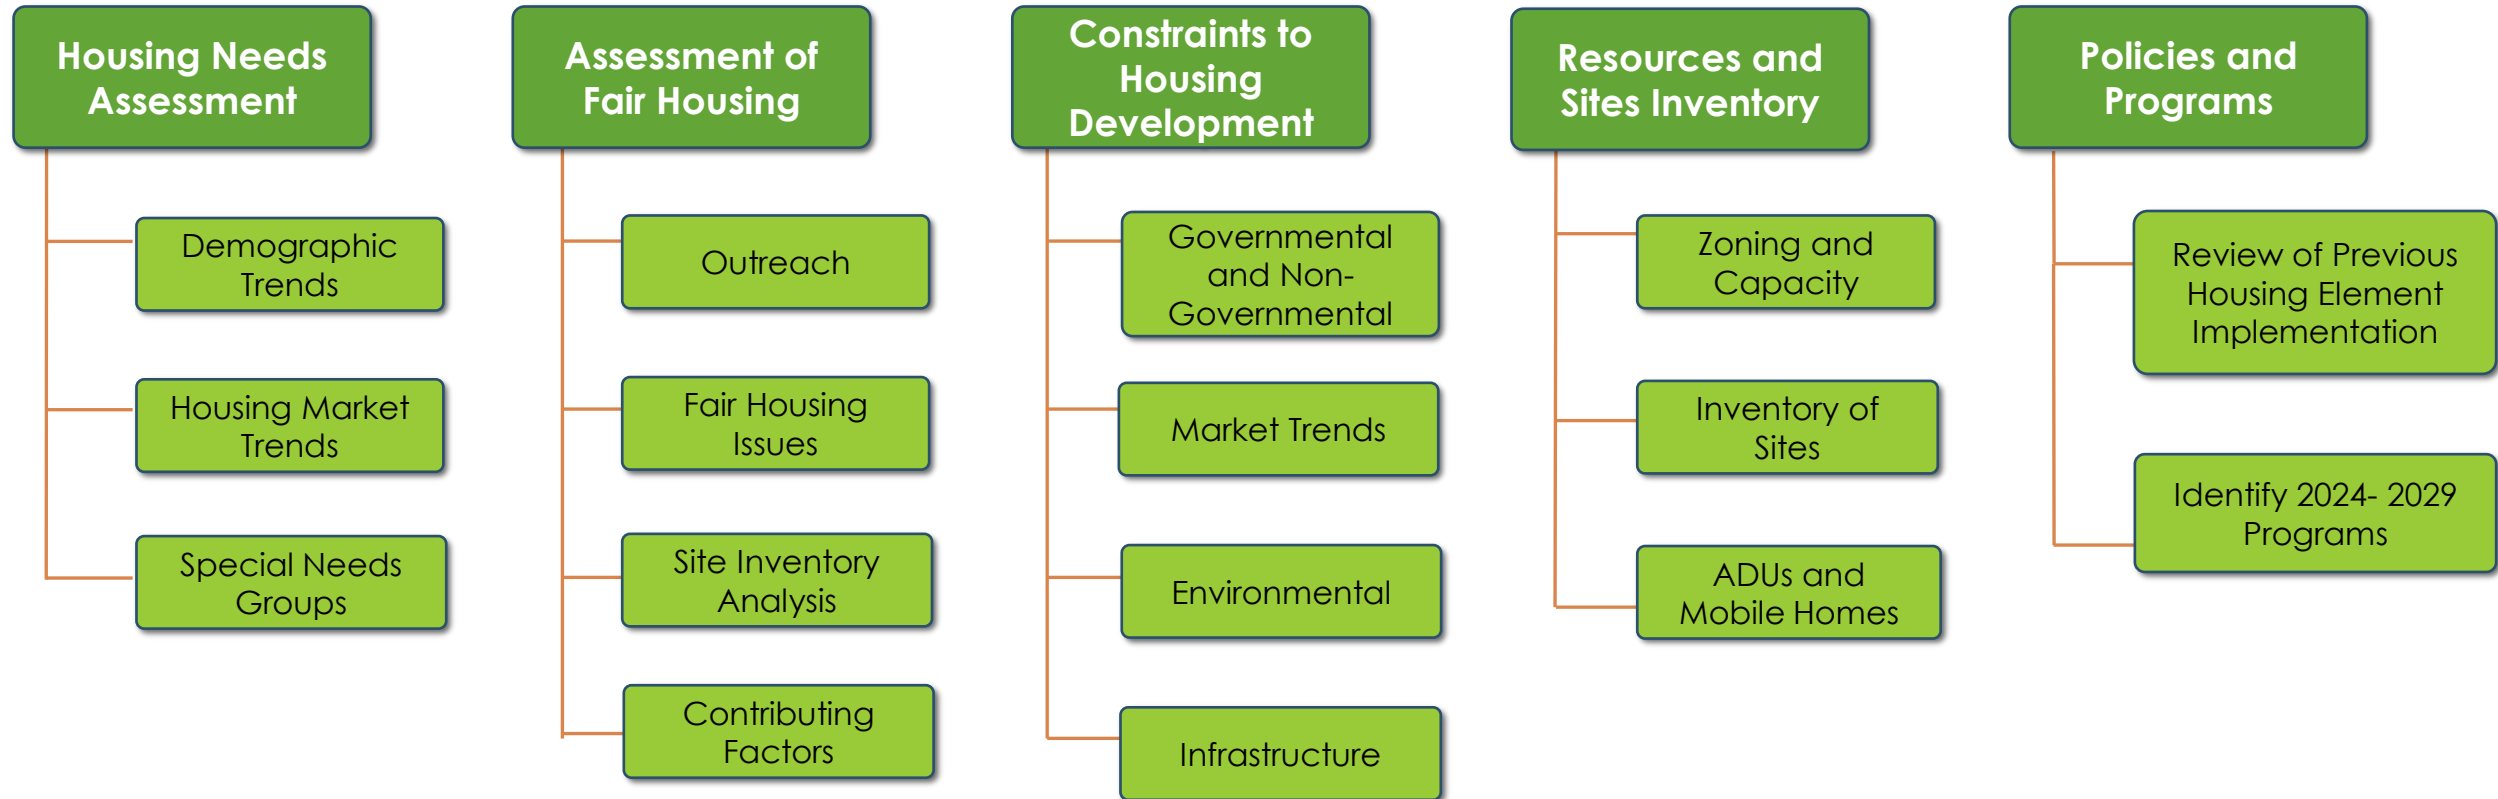 Housing Needs
Assessment
Demographic
Trends
Housing Market
Trends
Special Needs
Groups
Assessment of
Fair Housing
Outreach
Fair Housing
Issues
Site Inventory
Analysis
Contributing
Factors
Constraints to
Housing
Development
Governmental
and Non-
Governmental
Market Trends
Environmental
Infrastructure
Resources and
Sites Inventory
Zoning and
Capacity
Inventory of
Sites
ADUs and
Mobile Homes
Policies and
Programs
Review of Previous
Housing Element
Implementation
Identify 2024- 2029
Programs